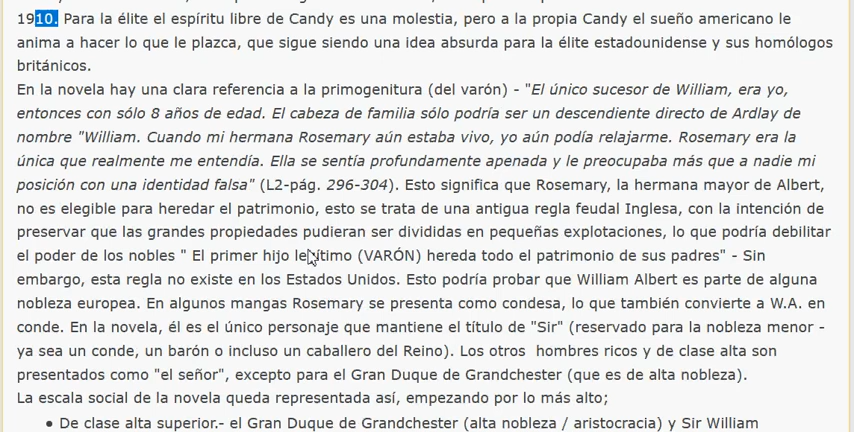 1910. Para la élite el espíritu libre de Candy es una molestia, pero a la propia Candy el sueño americano le
anima a hacer lo que le plazca, que sigue siendo una idea absurda para la élite estadounidense y sus homólogos
británicos.
En la novela hay una clara referencia a la primogenitura (del varón) - "El único sucesor de William, era yo,
entonces con sólo 8 años de edad. El cabeza de familia sólo podría ser un descendiente directo de Ardlay de
nombre "William. Cuando mi hermana Rosemary aún estaba vivo, yo aún podía relajarme. Rosemary era la
única que realmente me entendía. Ella se sentía profundamente apenada y le preocupaba más que a nadie mi
posición con una identidad falsa" (L2-pág. 296-304). Esto significa que Rosemary, la hermana mayor de Albert,
no es elegible para heredar el patrimonio, esto se trata de una antigua regla feudal Inglesa, con la intención de
preservar que las grandes propiedades pudieran ser divididas en pequeñas explotaciones, lo que podría debilitar
el poder de los nobles " El primer hijo legítimo (VARÓN) hereda todo el patrimonio de sus padres" - Sin
embargo, esta regla no existe en los Estados Unidos. Esto podría probar que William Albert es parte de alguna
nobleza europea. En algunos mangas Rosemary se presenta como condesa, lo que también convierte a W.A. en
conde. En la novela, él es el único personaje que mantiene el título de "Sir" (reservado para la nobleza menor -
ya sea un conde, un barón o incluso un caballero del Reino). Los otros  hombres ricos y de clase alta son
presentados como "el señor", excepto para el Gran Duque de Grandchester (que es de alta nobleza).
La escala social de la novela queda representada así, empezando por lo más alto;
• De clase alta superior.- el Gran Duque de Grandchester (alta nobleza / aristocracia) y Sir William